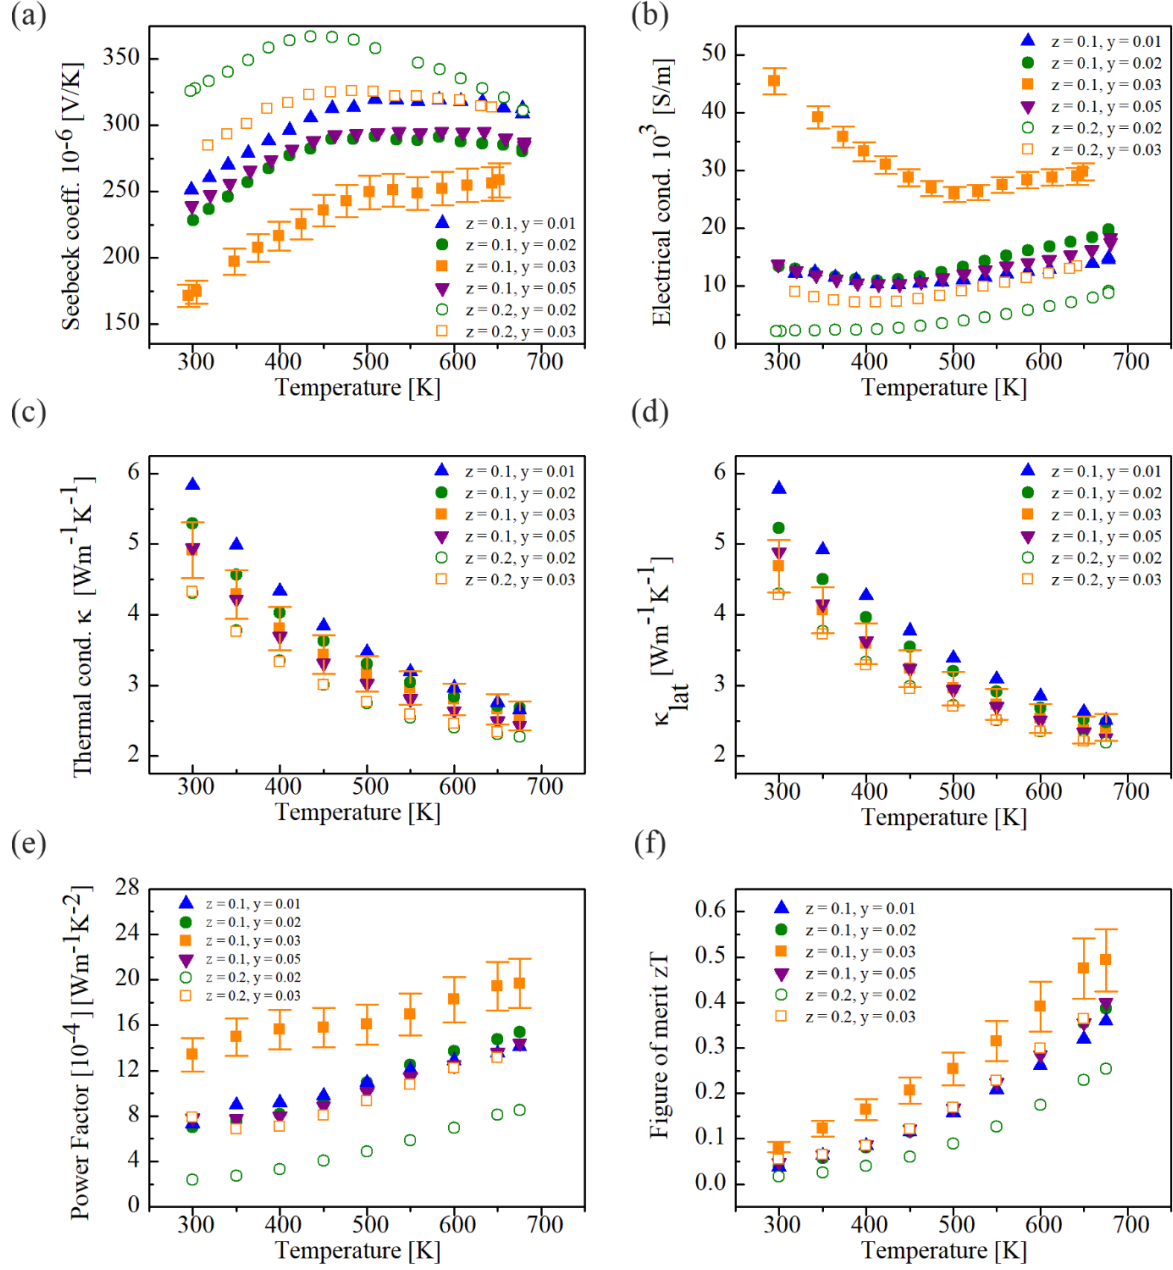 (a)
Seebeck coeff. 10⁻⁶ [V/K]
350
300
250
200
150
z = 0.1, y = 0.01
z = 0.1, y = 0.02
z = 0.1, y = 0.03
z = 0.1, y = 0.05
z = 0.2, y = 0.02
z = 0.2, y = 0.03
300 400 500 600 700
Temperature [K]
(b)
Electrical cond. 10³ [S/m]
50
40
30
20
10
0
z = 0.1, y = 0.01
z = 0.1, y = 0.02
z = 0.1, y = 0.03
z = 0.1, y = 0.05
z = 0.2, y = 0.02
z = 0.2, y = 0.03
300 400 500 600 700
Temperature [K]
(c)
Thermal cond. κ [Wm⁻¹K⁻¹]
6
5
4
3
2
z = 0.1, y = 0.01
z = 0.1, y = 0.02
z = 0.1, y = 0.03
z = 0.1, y = 0.05
z = 0.2, y = 0.02
z = 0.2, y = 0.03
300 400 500 600 700
Temperature [K]
(d)
κ_lat [Wm⁻¹K⁻¹]
6
5
4
3
2
z = 0.1, y = 0.01
z = 0.1, y = 0.02
z = 0.1, y = 0.03
z = 0.1, y = 0.05
z = 0.2, y = 0.02
z = 0.2, y = 0.03
300 400 500 600 700
Temperature [K]
(e)
Power Factor [10⁻⁴] [Wm⁻¹K⁻²]
28
24
20
16
12
8
4
0
z = 0.1, y = 0.01
z = 0.1, y = 0.02
z = 0.1, y = 0.03
z = 0.1, y = 0.05
z = 0.2, y = 0.02
z = 0.2, y = 0.03
300 400 500 600 700
Temperature [K]
(f)
Figure of merit zT
0.6
0.5
0.4
0.3
0.2
0.1
0.0
z = 0.1, y = 0.01
z = 0.1, y = 0.02
z = 0.1, y = 0.03
z = 0.1, y = 0.05
z = 0.2, y = 0.02
z = 0.2, y = 0.03
300 400 500 600 700
Temperature [K]